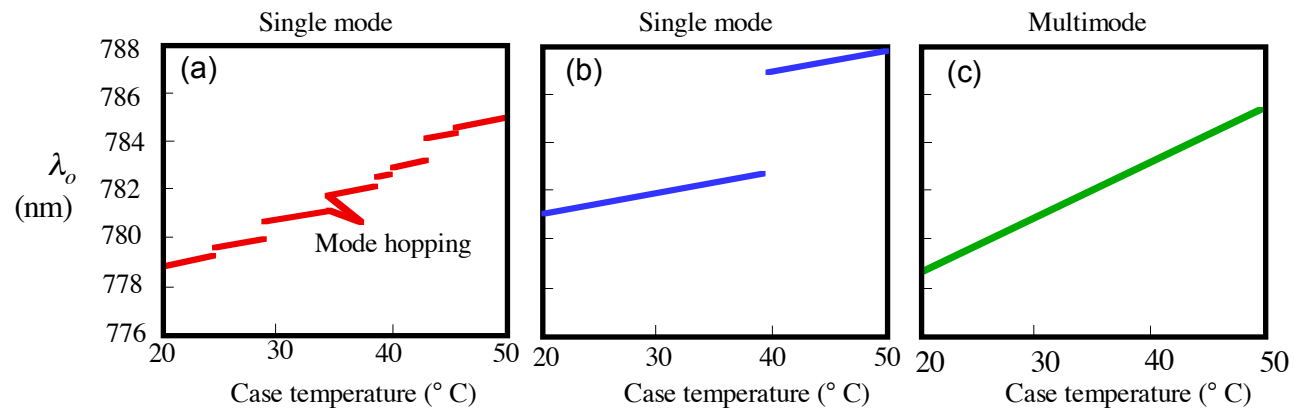 Single mode
Single mode
Multimode
788
786
784
782
780
778
776
λo
(nm)
(a)
(b)
(c)
Mode hopping
20 30 40 50
20 30 40 50
20 30 40 50
Case temperature (° C)
Case temperature (° C)
Case temperature (° C)